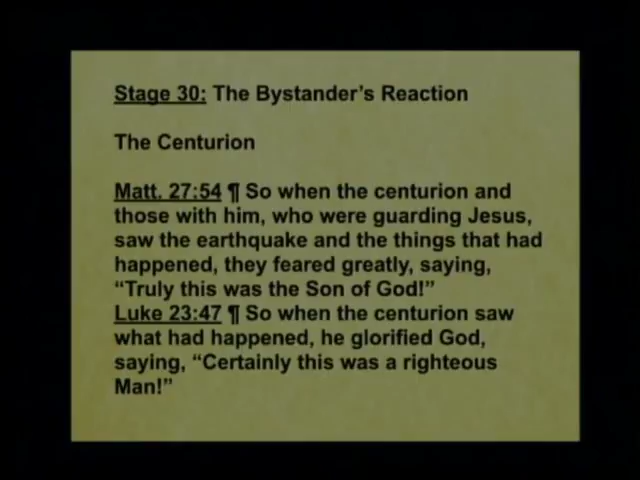 Stage 30: The Bystander's Reaction
The Centurion
Matt. 27:54 ¶ So when the centurion and
those with him, who were guarding Jesus,
saw the earthquake and the things that had
happened, they feared greatly, saying,
“Truly this was the Son of God!”
Luke 23:47 ¶ So when the centurion saw
what had happened, he glorified God,
saying, “Certainly this was a righteous
Man!”